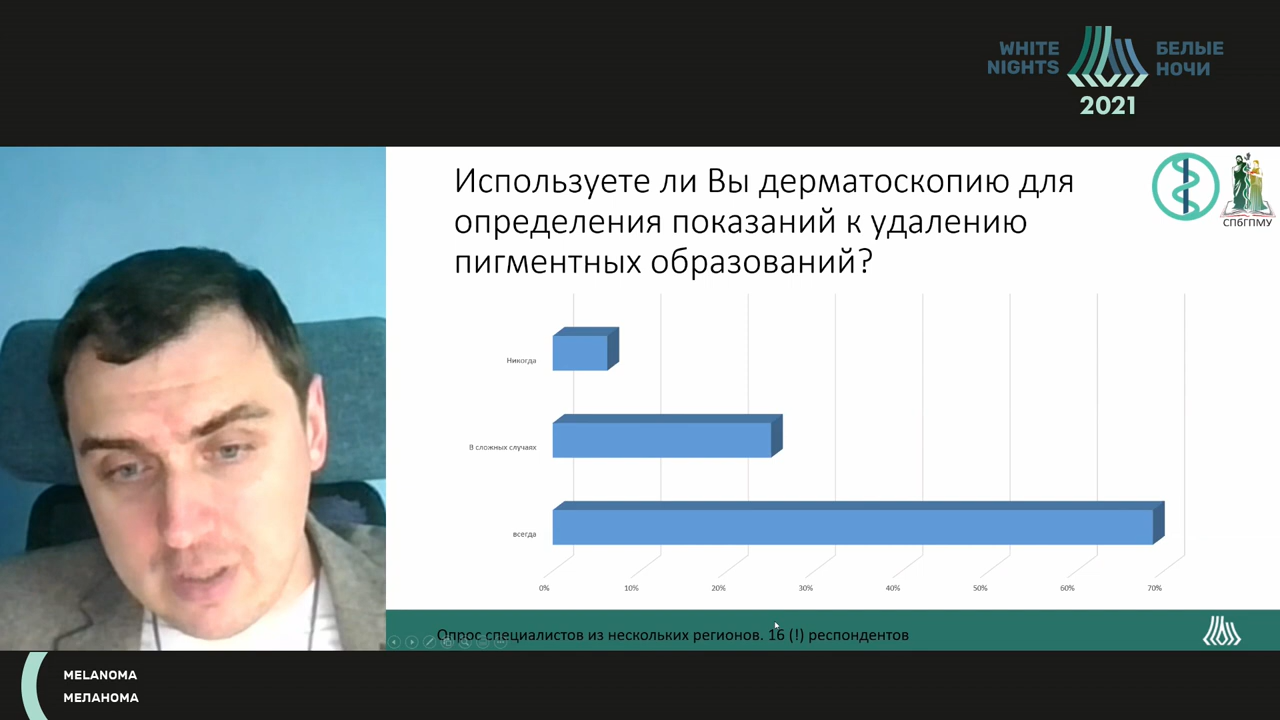 WHITE
NIGHTS
БЕЛЫЕ
НОЧИ
2021
Используете ли Вы дерматоскопию для
определения показаний к удалению
пигментных образований?
СПбГПМУ
Никогда
В сложных случаях
всегда
0% 10% 20% 30% 40% 50% 60% 70%
Опрос специалистов из нескольких регионов. 16 (!) респондентов
MELANOMA
МЕЛАНОМА